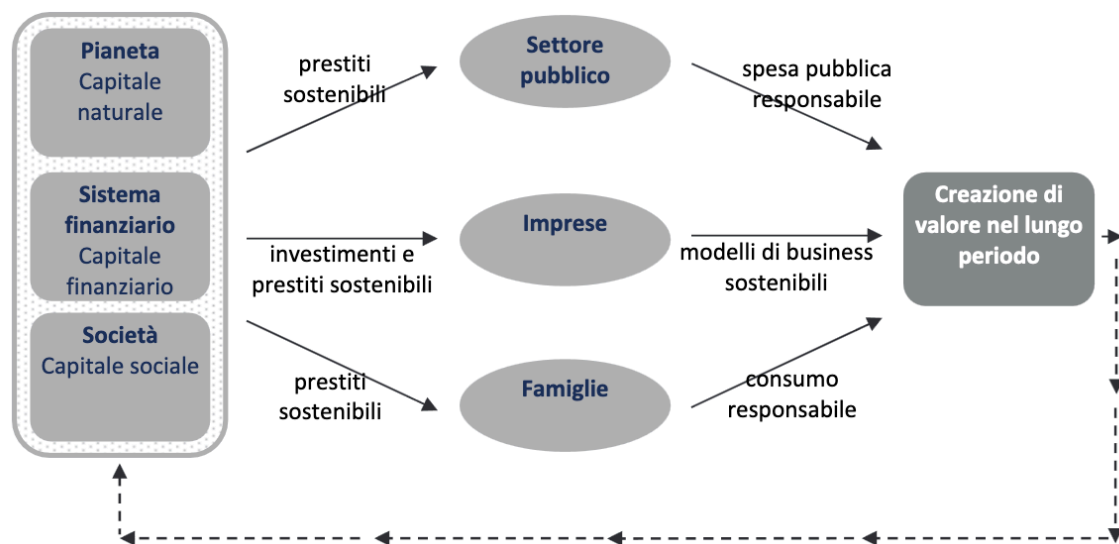 Pianeta
Capitale
naturale
Sistema
finanziario
Capitale
finanziario
Società
Capitale sociale
prestiti
sostenibili
investimenti e
prestiti sostenibili
prestiti
sostenibili
Settore
pubblico
Imprese
Famiglie
spesa pubblica
responsabile
modelli di business
sostenibili
consumo
responsabile
Creazione di
valore nel lungo
periodo